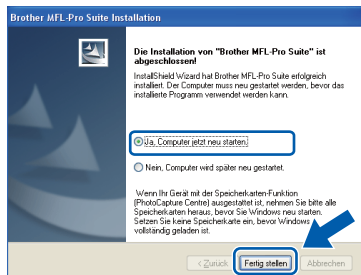 Brother MFL-Pro Suite Installation
Die Installation von "Brother MFL-Pro Suite" ist
abgeschlossen!
InstallShield Wizard hat Brother MFL-Pro Suite erfolgreich
installiert. Der Computer muss neu gestartet werden, bevor das
installierte Programm verwendet werden kann.
Ja, Computer jetzt neu starten.
Nein, Computer wird später neu gestartet.
Wenn Ihr Gerät mit der Speicherkarten-Funktion
(PhotoCapture Centre) ausgestattet ist, nehmen Sie bitte alle
Speicherkarten heraus, bevor Sie Windows neu starten.
Setzen Sie keine Speicherkarte ein, bevor Windows
vollständig geladen ist.
< Zurück
Fertig stellen
Abbrechen